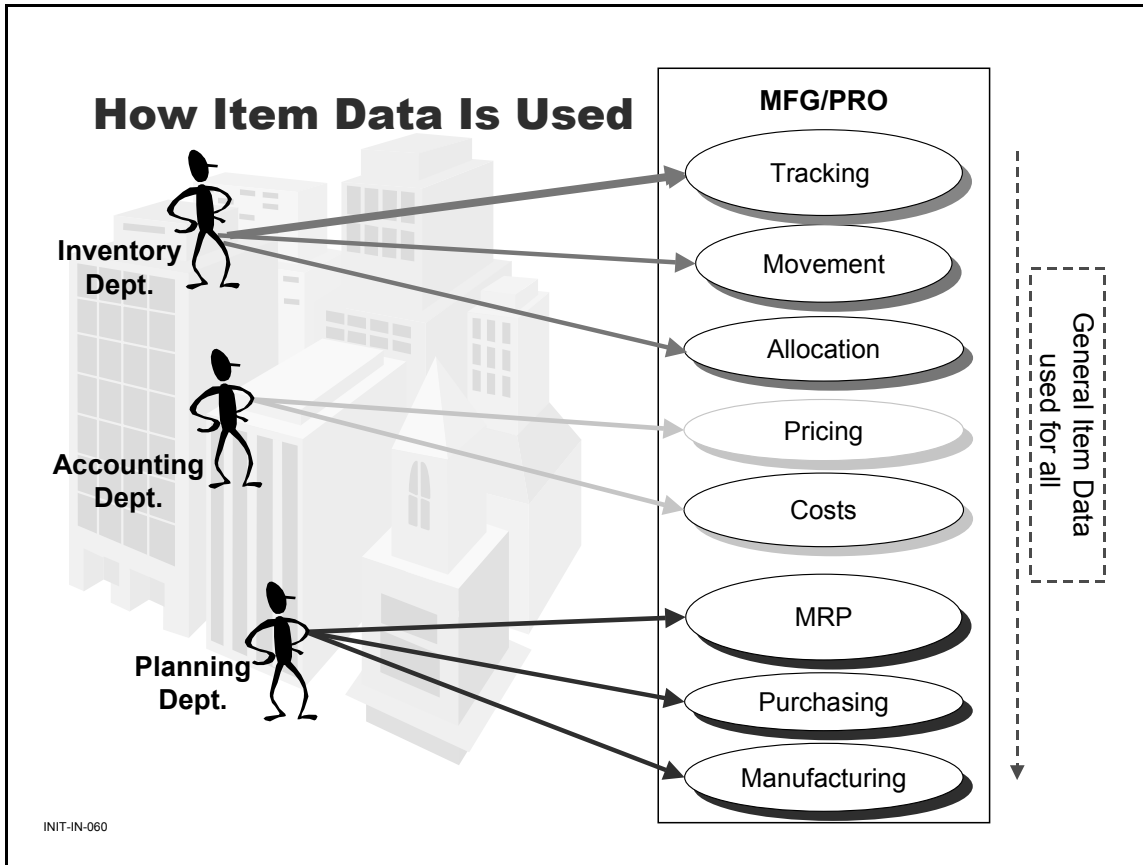 How Item Data Is Used
MFG/PRO
Inventory
Dept.
Accounting
Dept.
Planning
Dept.
Tracking
Movement
Allocation
Pricing
Costs
MRP
Purchasing
Manufacturing
General Item Data
used for all
INIT-IN-060